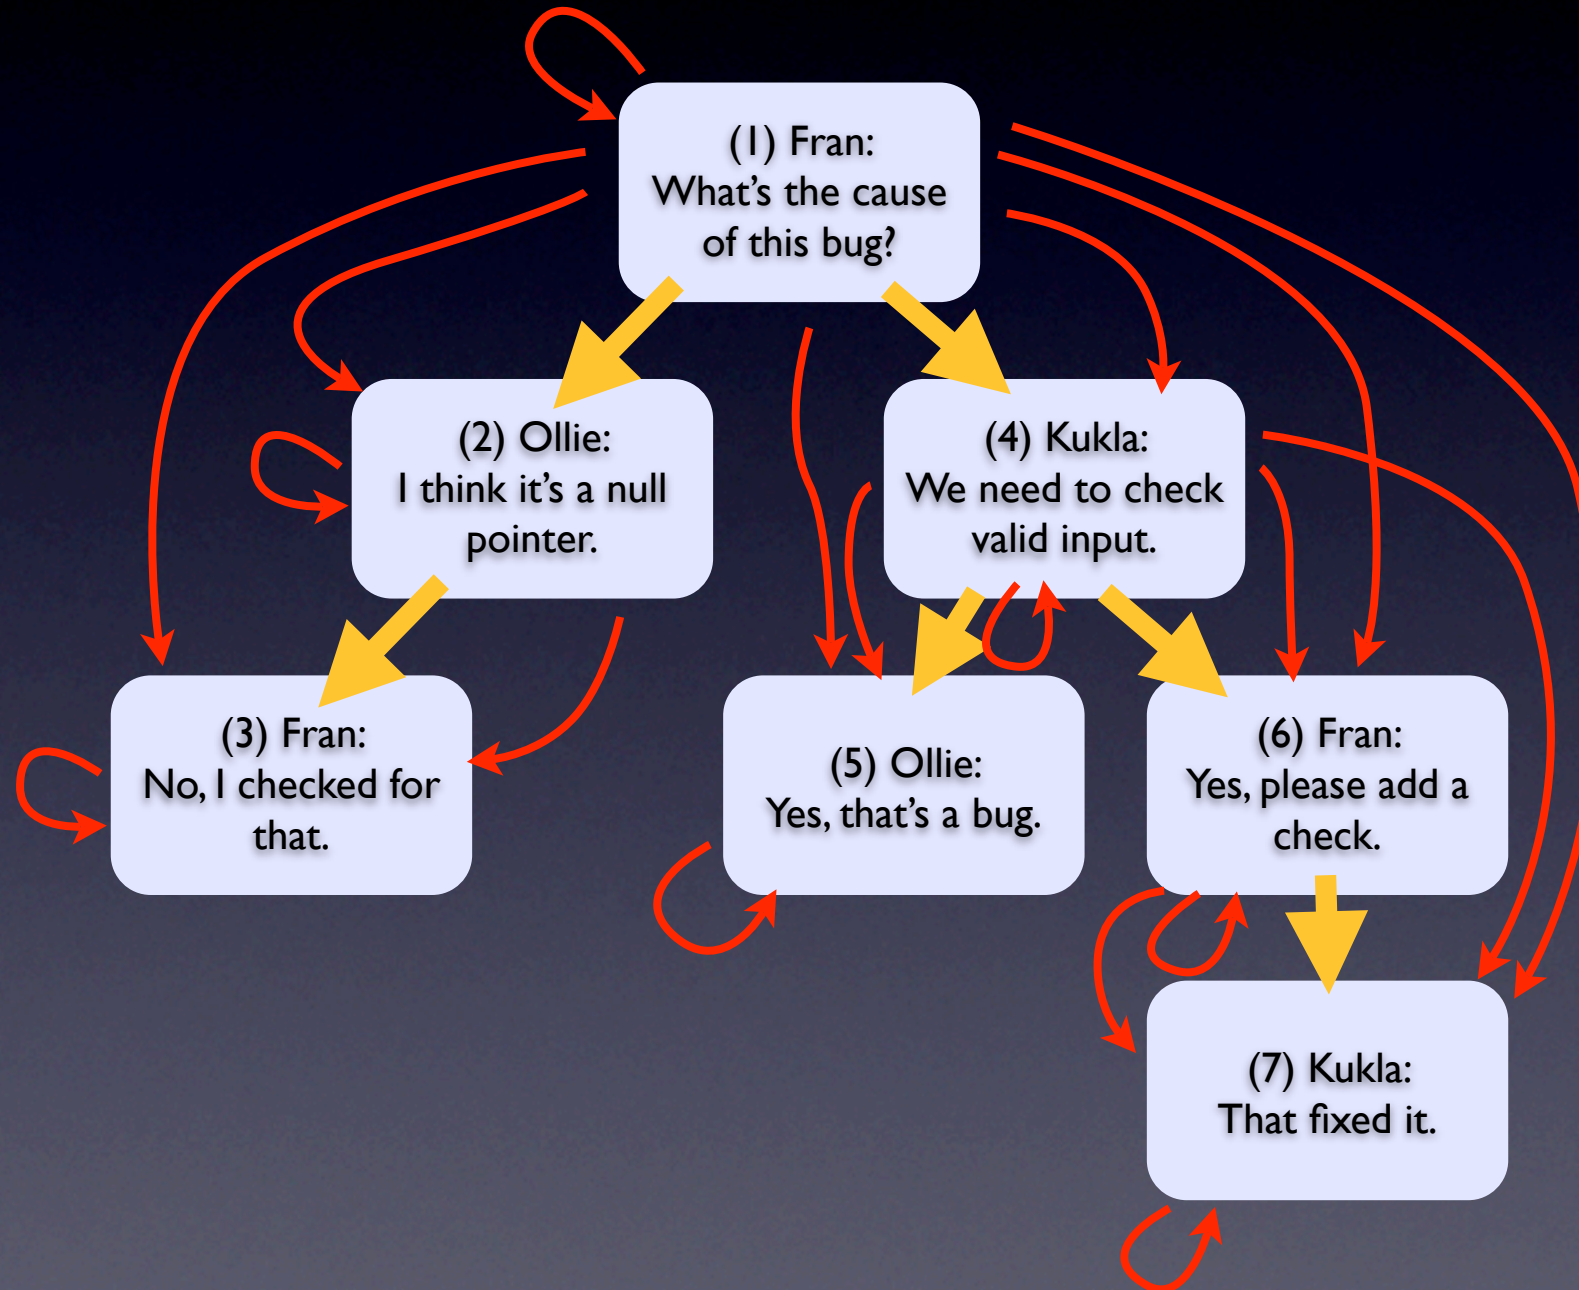 (1) Fran:
What's the cause
of this bug?
(2) Ollie:
I think it's a null
pointer.
(4) Kukla:
We need to check
valid input.
(3) Fran:
No, I checked for
that.
(5) Ollie:
Yes, that's a bug.
(6) Fran:
Yes, please add a
check.
(7) Kukla:
That fixed it.